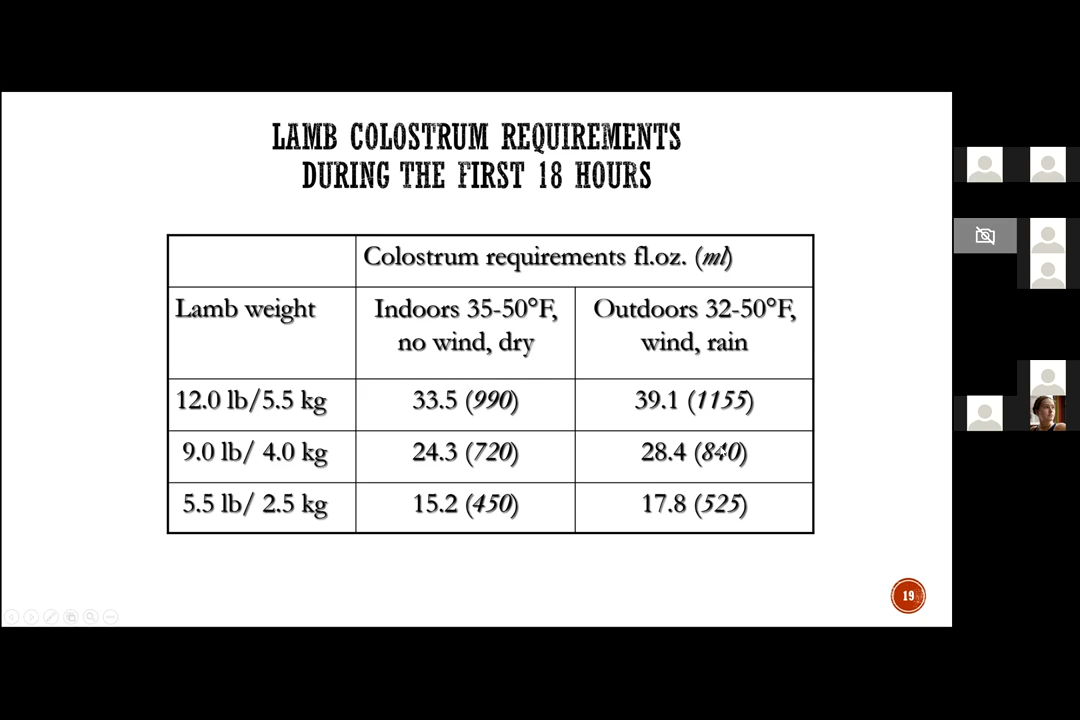 LAMB COLOSTRUM REQUIREMENTS
DURING THE FIRST 18 HOURS
Colostrum requirements fl.oz. (ml)
Lamb weight Indoors 35-50°F, Outdoors 32-50°F,
no wind, dry wind, rain
12.0 lb/5.5 kg 33.5 (990) 39.1 (1155)
9.0 lb/ 4.0 kg 24.3 (720) 28.4 (840)
5.5 lb/ 2.5 kg 15.2 (450) 17.8 (525)
19